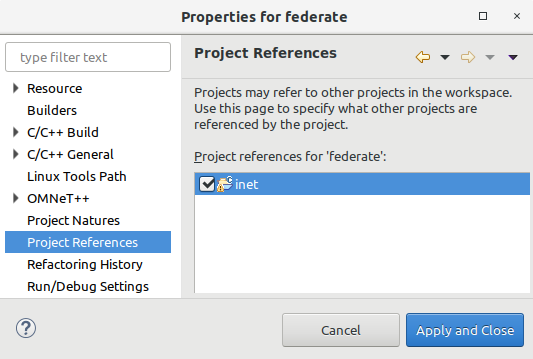 Properties for federate
type filter text
Resource
Builders
C/C++ Build
C/C++ General
Linux Tools Path
OMNeT++
Project Natures
Project References
Refactoring History
Run/Debug Settings
Project References
Projects may refer to other projects in the workspace.
Use this page to specify what other projects are
referenced by the project.
Project references for 'federate':
inet
Cancel
Apply and Close